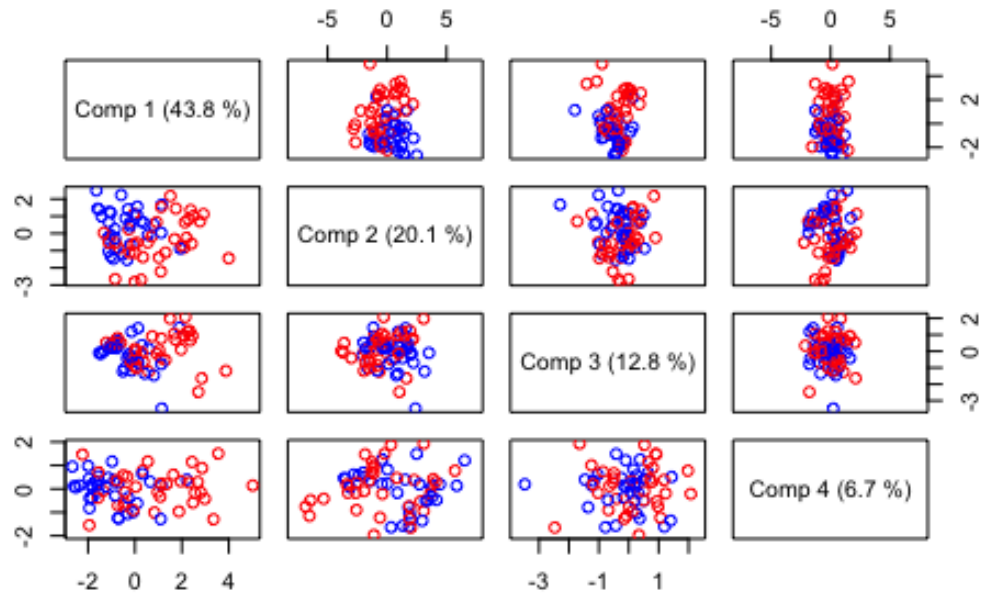 -5 0 5 -5 0 5
Comp 1 (43.8 %)
-2 2
-3 0 2
Comp 2 (20.1 %)
Comp 3 (12.8 %)
-3 0 2
-2 0 2
Comp 4 (6.7 %)
-2 0 2 4 -3 -1 1